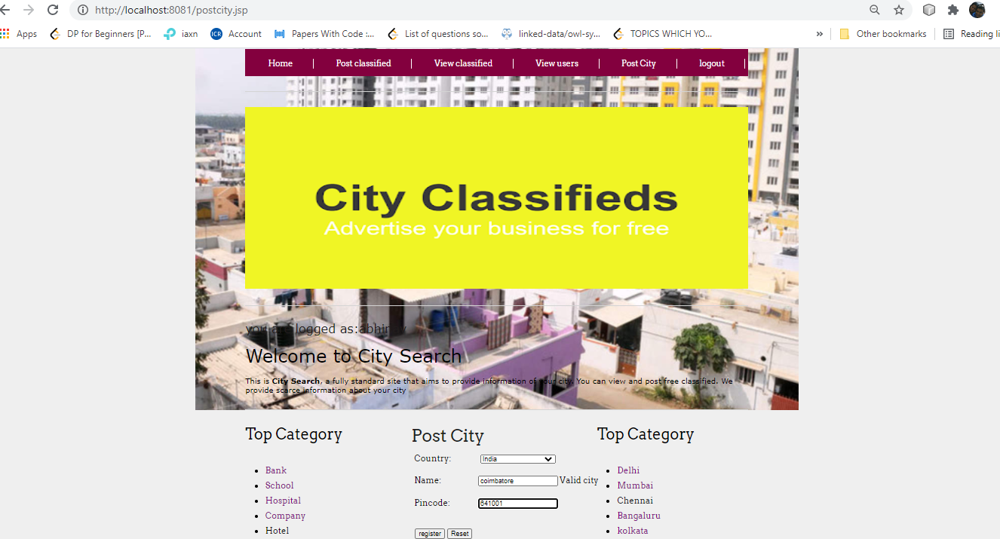 http://localhost:8081/postcity.jsp
Apps DP for Beginners [P... iaxn ICR Account Papers With Code :... List of questions so... linked-data/owl-sy... TOPICS WHICH YO... » Other bookmarks Reading li
Home Post classified View classified View users Post City logout
City Classifieds
Advertise your business for free
you are logged as:abhinav
Welcome to City Search
This is City Search, a fully standard site that aims to provide information of your city. You can view and post free classified. We
provide scarce information about your city
Top Category
Bank
School
Hospital
Company
Hotel
Post City
Country: India
Name: coimbatore Valid city
Pincode: 641001
register Reset
Top Category
Delhi
Mumbai
Chennai
Bangaluru
kolkata